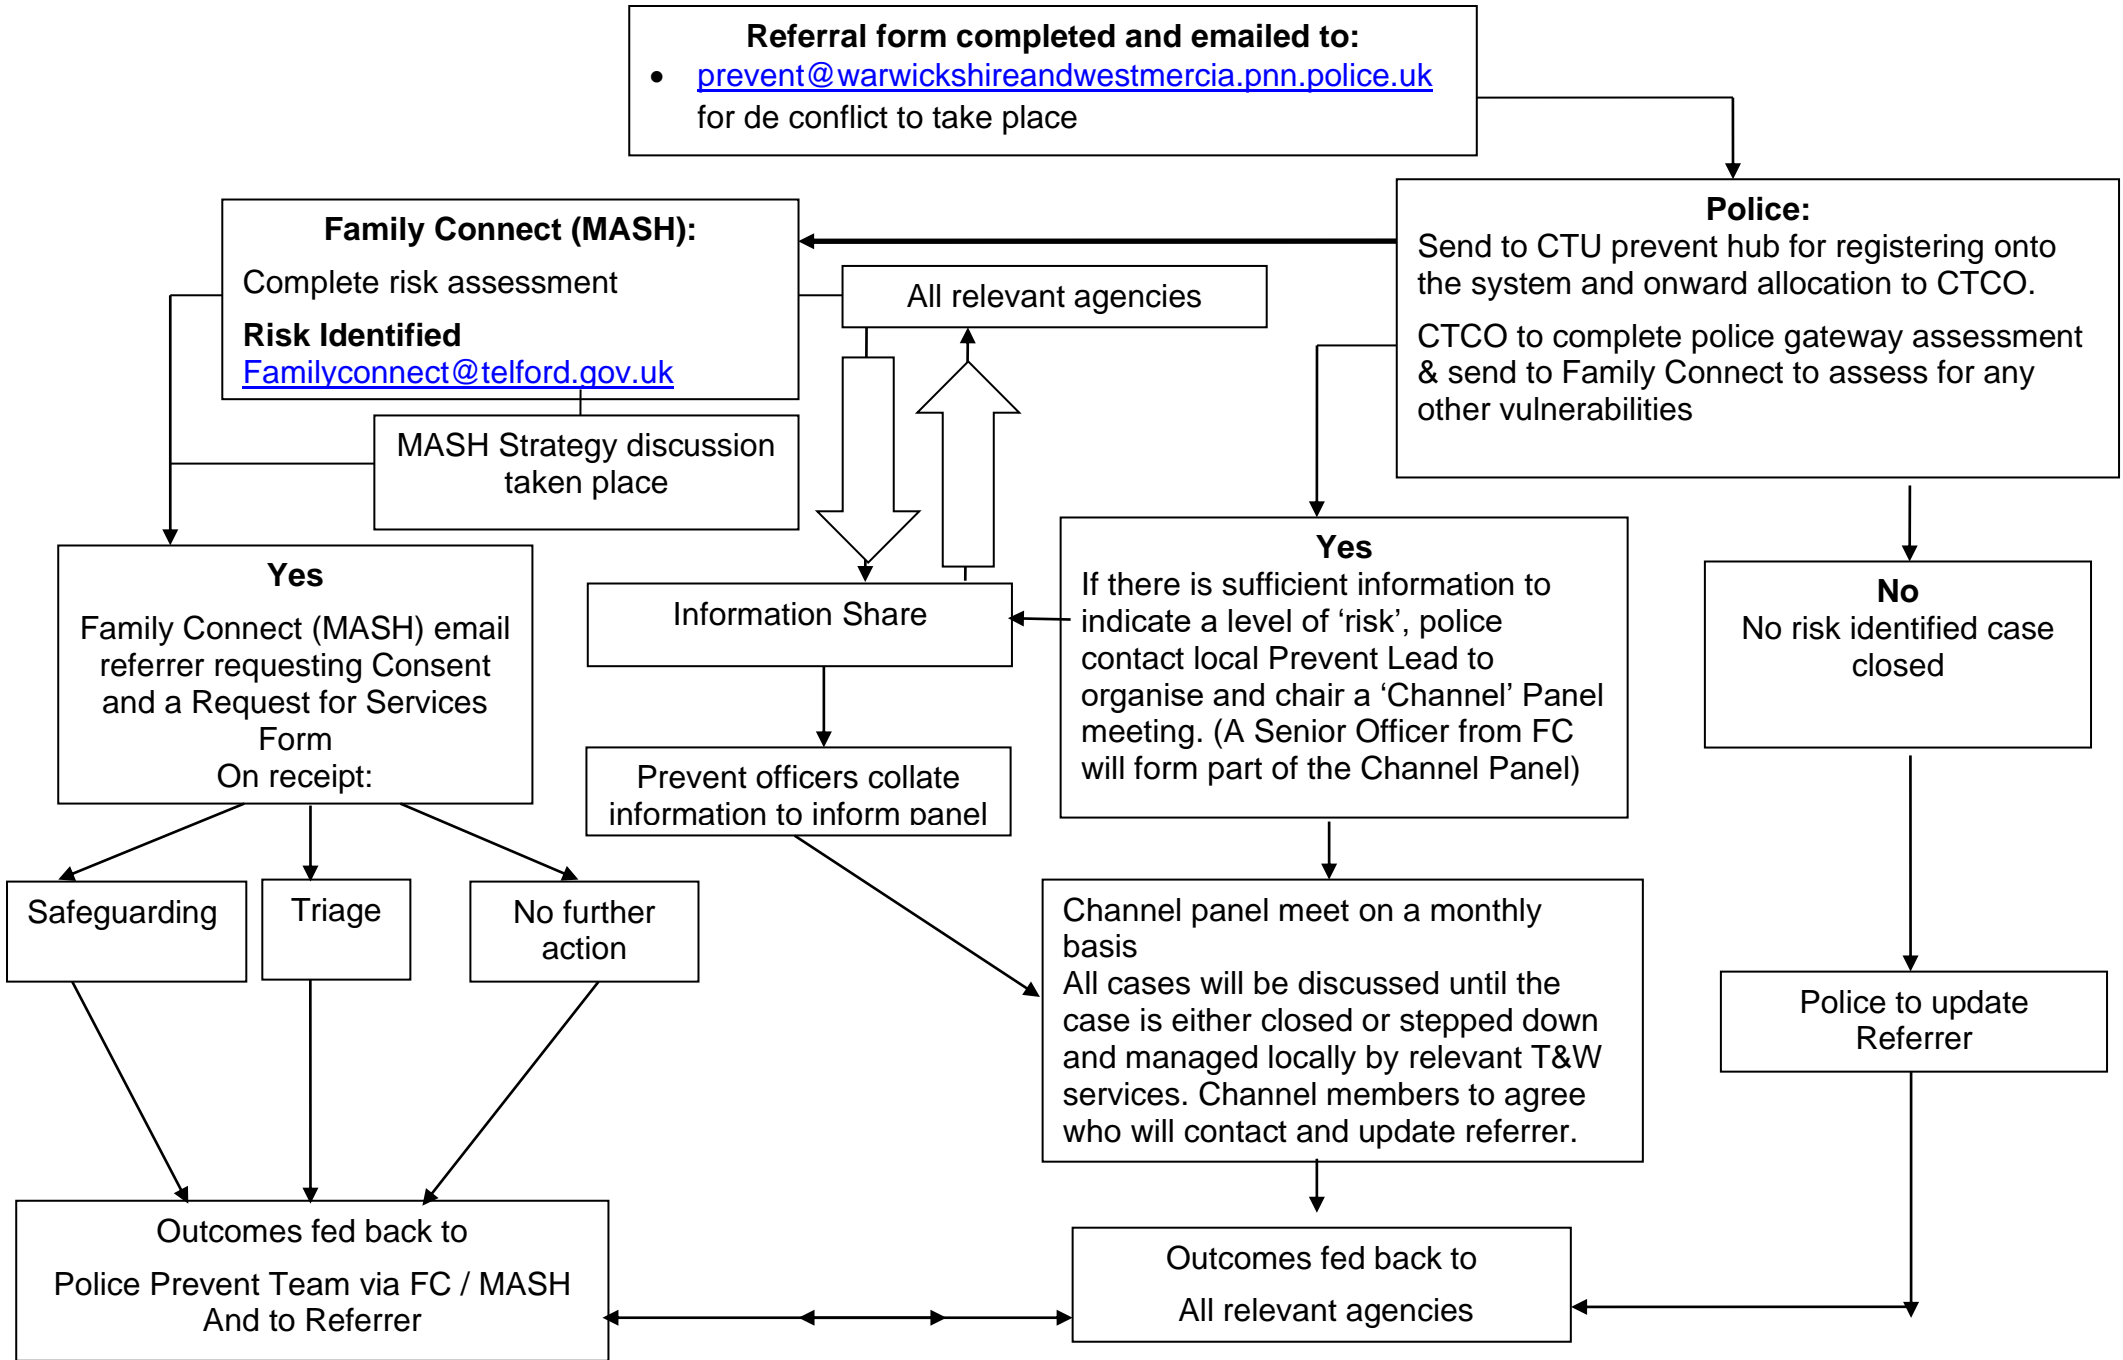 Referral form completed and emailed to:
• prevent@warwickshireandwestmercia.pnn.police.uk
for de conflict to take place
Family Connect (MASH):
Complete risk assessment
Risk Identified
Familyconnect@telford.gov.uk
All relevant agencies
Police:
Send to CTU prevent hub for registering onto
the system and onward allocation to CTCO.
CTCO to complete police gateway assessment
& send to Family Connect to assess for any
other vulnerabilities
MASH Strategy discussion
taken place
Yes
Family Connect (MASH) email
referrer requesting Consent
and a Request for Services
Form
On receipt:
Information Share
Yes
If there is sufficient information to
indicate a level of ‘risk’, police
contact local Prevent Lead to
organise and chair a ‘Channel’ Panel
meeting. (A Senior Officer from FC
will form part of the Channel Panel)
No
No risk identified case
closed
Prevent officers collate
information to inform panel
Safeguarding
Triage
No further
action
Channel panel meet on a monthly
basis
All cases will be discussed until the
case is either closed or stepped down
and managed locally by relevant T&W
services. Channel members to agree
who will contact and update referrer.
Police to update
Referrer
Outcomes fed back to
Police Prevent Team via FC / MASH
And to Referrer
Outcomes fed back to
All relevant agencies